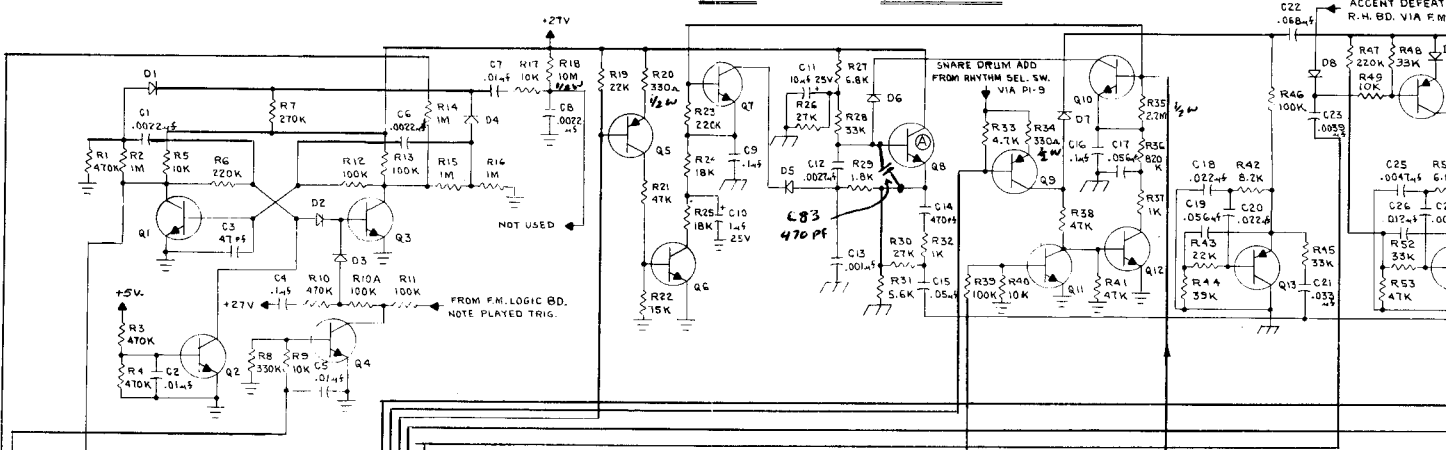 +27V
C22
.068µf
ACCENT DEFEAT
R.H. BD. VIA F.M
D1
C7
.01µf
R17
10K
R18
10M
1/2W
C8
.0022
µf
R19
22K
R20
330Ω
1/2 W
Q7
C11
10µf 25V
R26
27K
R27
6.8K
R28
33K
D6
SNARE DRUM ADD
FROM RHYTHM SEL. SW.
VIA P1-9
Q10
D7
R35
2.2M
1/2 W
R46
100K
D8
R47
220K
R48
33K
R49
10K
C23
.0039
µf
C1
.0022µf
R7
270K
C6
.0022µf
R14
1M
D4
R23
220K
Q5
C9
.1µf
A
Q8
R33
4.7K
R34
330Ω
1/2 W
Q9
C16
.1µf
C17
.056µf
R36
820
K
R1
470K
R2
1M
R5
10K
R6
220K
R12
100K
R13
100K
R15
1M
R16
1M
R24
18K
D5
C12
.0027µf
R29
1.8K
C18
.022µf
R42
8.2K
C25
.0047µf
D2
Q1
C3
47Pf
Q3
NOT USED
R21
47K
R25
18K
C10
1µf
25V
C83
470 PF
C14
470Pf
R32
1K
R38
47K
R37
1K
C19
.056µf
C20
.022µf
C26
.012µf
D3
+5V.
+27V
C4
.1µf
R10
470K
R10A
100K
R11
100K
FROM F.M. LOGIC BD.
NOTE PLAYED TRIG.
Q6
R22
15K
C13
.001µf
R30
27K
R31
5.6K
C15
.05µf
R39
100K
R40
10K
Q11
R41
47K
Q12
R43
22K
R44
39K
Q13
R45
33K
C21
.033
µf
R52
33K
R53
47K
R3
470K
R4
470K
C2
.01µf
Q2
R8
330K
R9
10K
C5
.01µf
Q4